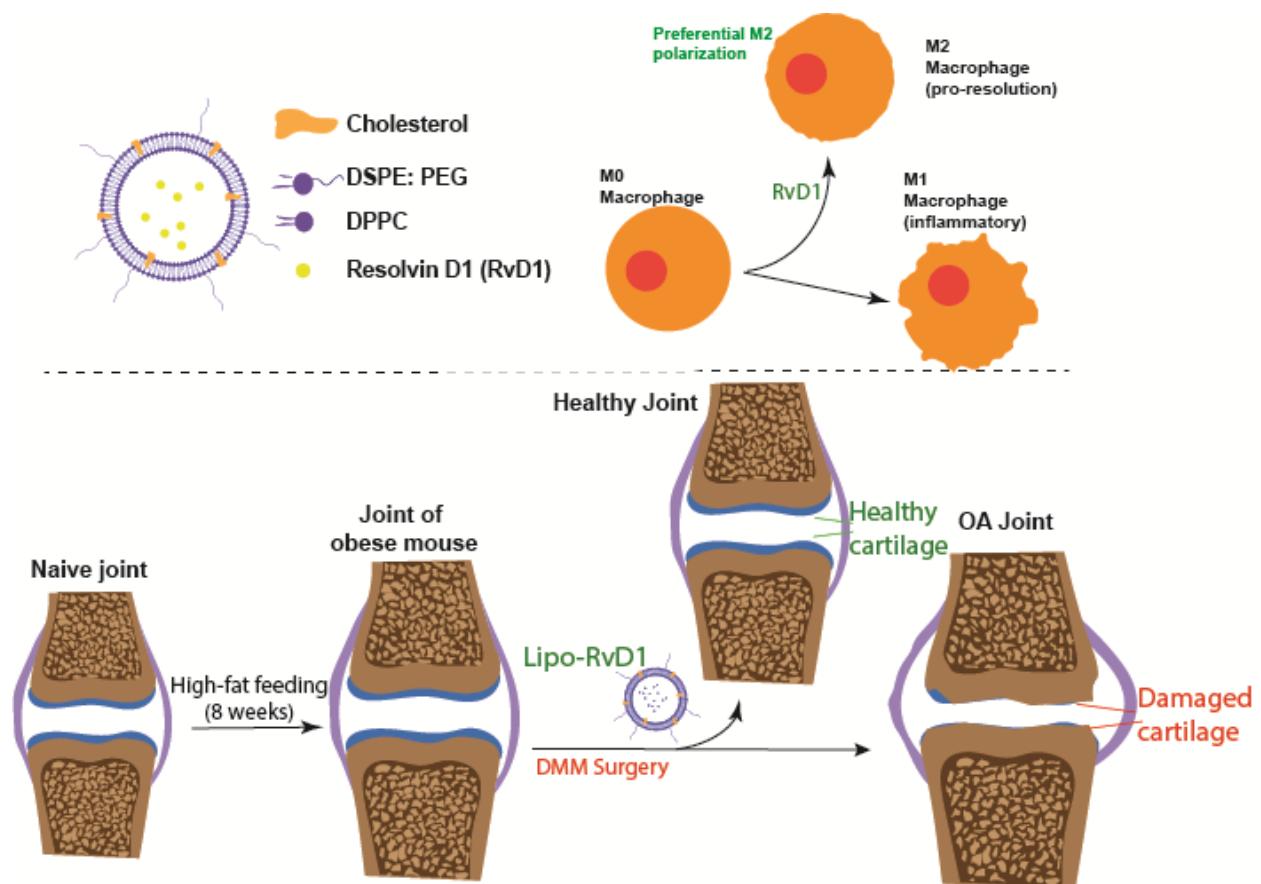 Cholesterol
DSPE: PEG
DPPC
Resolvin D1 (RvD1)
Preferential M2
polarization
M2
Macrophage
(pro-resolution)
M0
Macrophage
RvD1
M1
Macrophage
(inflammatory)
Healthy Joint
Healthy
cartilage
OA Joint
Joint of
obese mouse
Naive joint
High-fat feeding
(8 weeks)
Lipo-RvD1
DMM Surgery
Damaged
cartilage